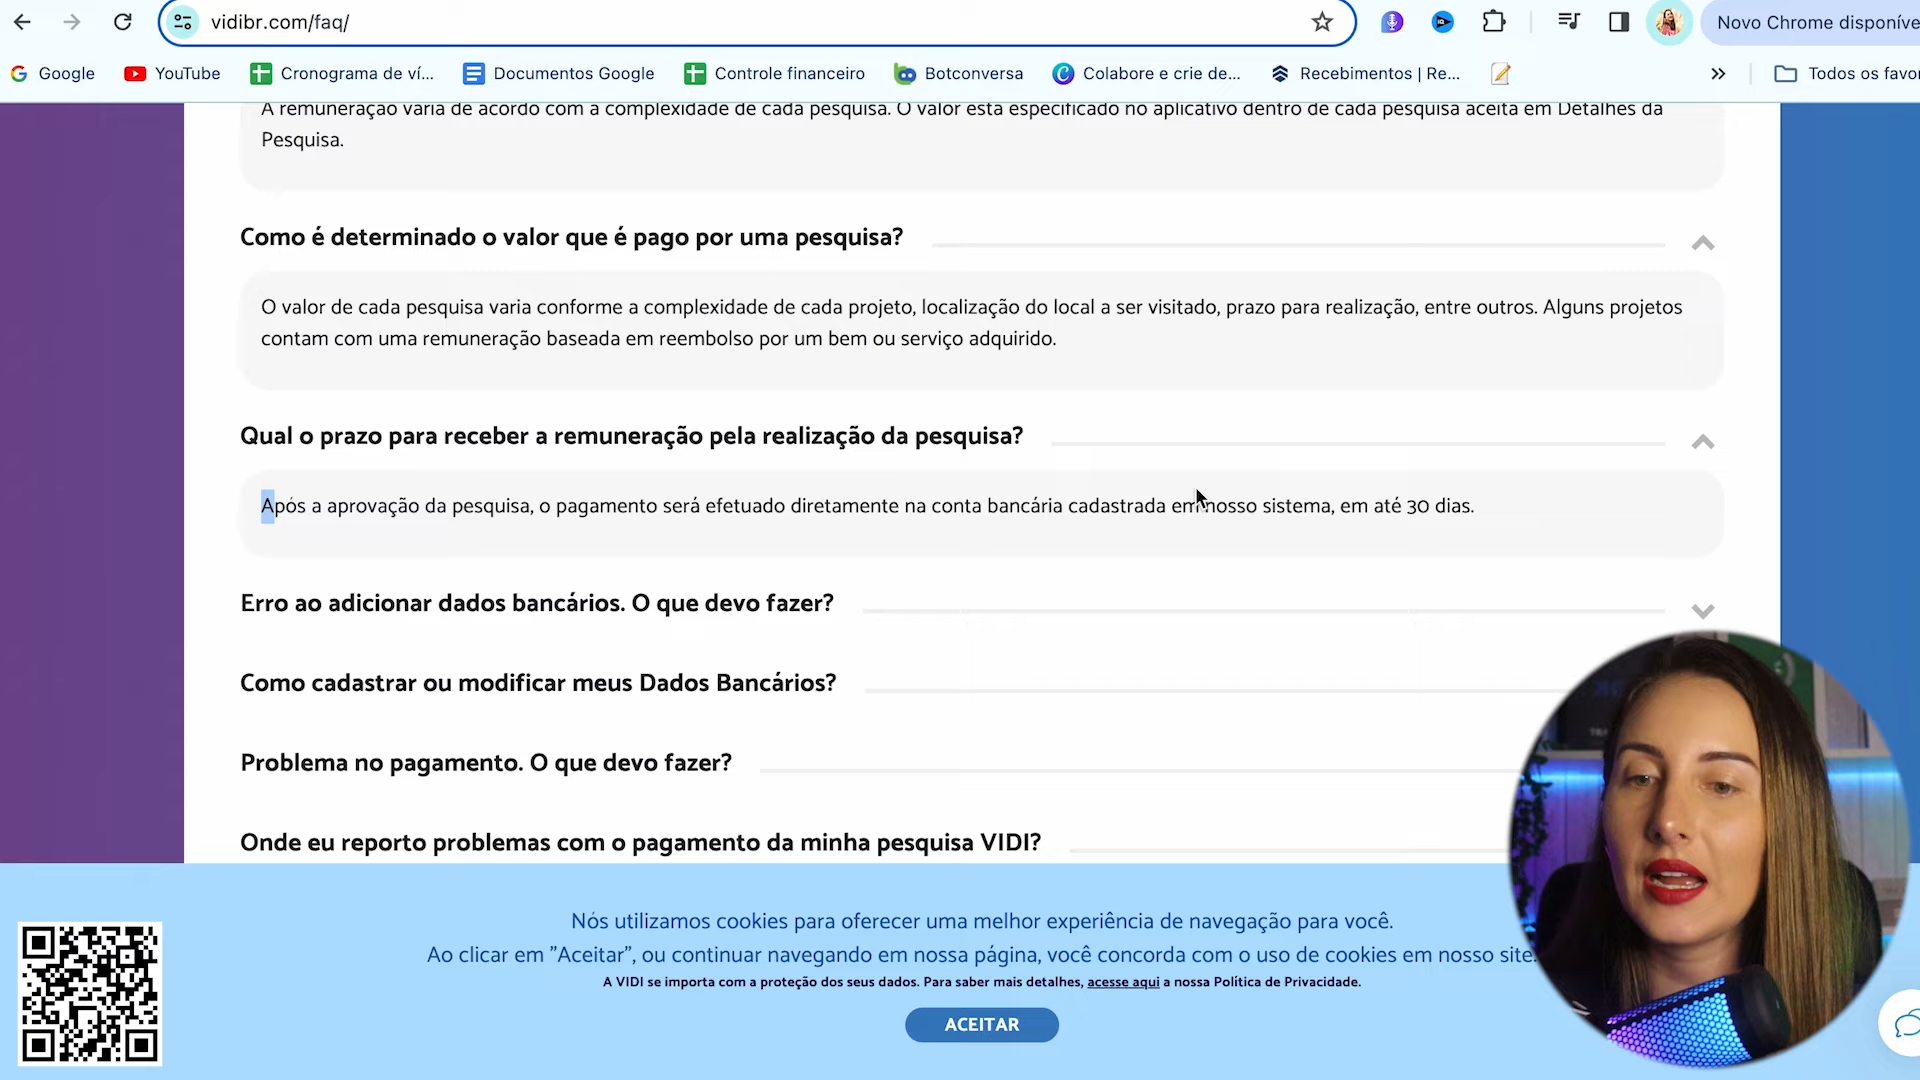 vidibr.com/faq/
Novo Chrome disponíve
Google
YouTube
Cronograma de ví...
Documentos Google
Controle financeiro
Botconversa
Colabore e crie de...
Recebimentos | Re...
Todos os favor
A remuneração varia de acordo com a complexidade de cada pesquisa. O valor está especificado no aplicativo dentro de cada pesquisa aceita em Detalhes da
Pesquisa.
Como é determinado o valor que é pago por uma pesquisa?
O valor de cada pesquisa varia conforme a complexidade de cada projeto, localização do local a ser visitado, prazo para realização, entre outros. Alguns projetos
contam com uma remuneração baseada em reembolso por um bem ou serviço adquirido.
Qual o prazo para receber a remuneração pela realização da pesquisa?
Após a aprovação da pesquisa, o pagamento será efetuado diretamente na conta bancária cadastrada em nosso sistema, em até 30 dias.
Erro ao adicionar dados bancários. O que devo fazer?
Como cadastrar ou modificar meus Dados Bancários?
Problema no pagamento. O que devo fazer?
Onde eu reporto problemas com o pagamento da minha pesquisa VIDI?
Nós utilizamos cookies para oferecer uma melhor experiência de navegação para você.
Ao clicar em "Aceitar", ou continuar navegando em nossa página, você concorda com o uso de cookies em nosso site.
A VIDI se importa com a proteção dos seus dados. Para saber mais detalhes, acesse aqui a nossa Política de Privacidade.
ACEITAR